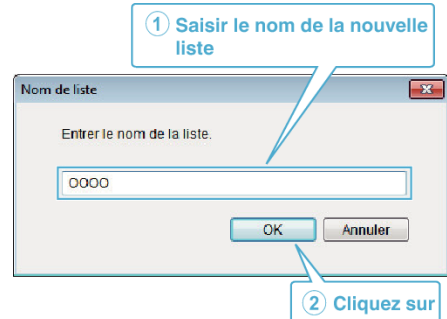 ① Saisir le nom de la nouvelle
liste
Nom de liste
Entrer le nom de la liste.
OOOO
OK Annuler
② Cliquez sur